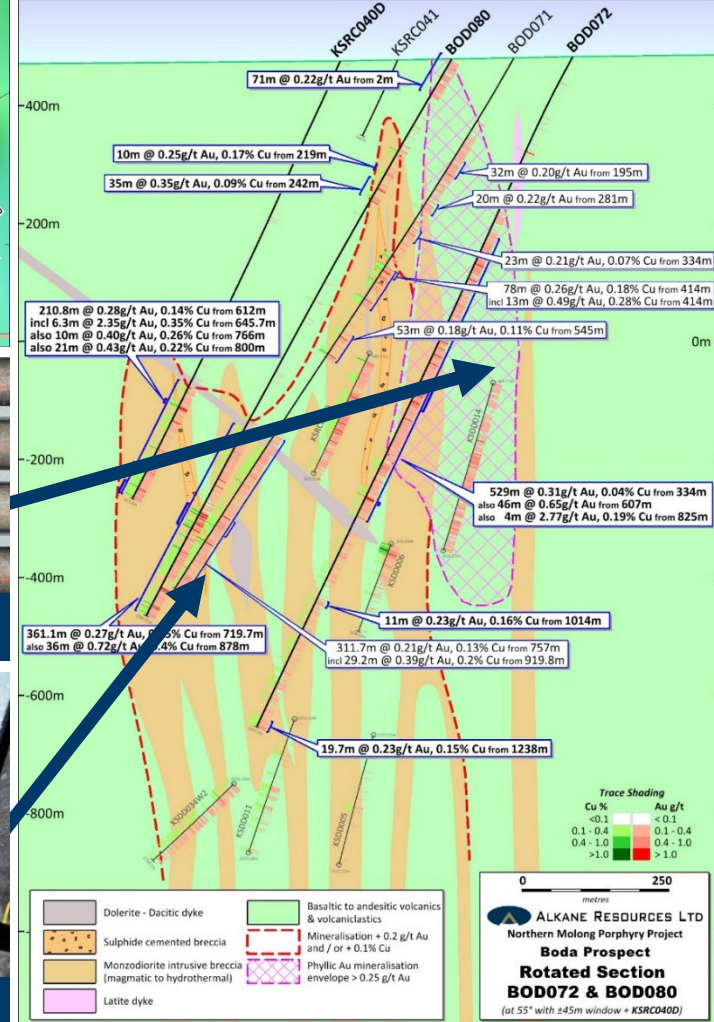 KSRC040D
KSRC041
BOD080
BOD071
BOD072
71m @ 0.22g/t Au from 2m
400m
10m @ 0.25g/t Au, 0.17% Cu from 219m
35m @ 0.35g/t Au, 0.09% Cu from 242m
32m @ 0.20g/t Au from 195m
20m @ 0.22g/t Au from 281m
200m
23m @ 0.21g/t Au, 0.07% Cu from 334m
78m @ 0.26g/t Au, 0.18% Cu from 414m
incl 13m @ 0.49g/t Au, 0.28% Cu from 414m
210.8m @ 0.28g/t Au, 0.14% Cu from 612m
incl 6.3m @ 2.35g/t Au, 0.35% Cu from 645.7m
also 10m @ 0.40g/t Au, 0.26% Cu from 766m
also 21m @ 0.43g/t Au, 0.22% Cu from 800m
53m @ 0.18g/t Au, 0.11% Cu from 545m
0m
KSDD014
-200m
529m @ 0.31g/t Au, 0.04% Cu from 334m
also 46m @ 0.65g/t Au from 607m
also 4m @ 2.77g/t Au, 0.19% Cu from 825m
KSDD006
-400m
11m @ 0.23g/t Au, 0.16% Cu from 1014m
361.1m @ 0.27g/t Au, % Cu from 719.7m
also 36m @ 0.72g/t Au, 4% Cu from 878m
311.7m @ 0.21g/t Au, 0.13% Cu from 757m
incl 29.2m @ 0.39g/t Au, 0.2% Cu from 919.8m
-600m
19.7m @ 0.23g/t Au, 0.15% Cu from 1238m
KSDD034W2
KSDD011
KSDD005
-800m
Trace Shading
Cu % Au g/t
<0.1 < 0.1
0.1 - 0.4 0.1 - 0.4
0.4 - 1.0 0.4 - 1.0
>1.0 > 1.0
0 250
metres
ALKANE RESOURCES LTD
Northern Molong Porphyry Project
Boda Prospect
Rotated Section
BOD072 & BOD080
(at 55° with ±45m window + KSRC040D)
Dolerite - Dacitic dyke
Sulphide cemented breccia
Monzodiorite intrusive breccia
(magmatic to hydrothermal)
Latite dyke
Basaltic to andesitic volcanics
& volcaniclastics
Mineralisation + 0.2 g/t Au
and / or + 0.1% Cu
Phyllic Au mineralisation
envelope > 0.25 g/t Au